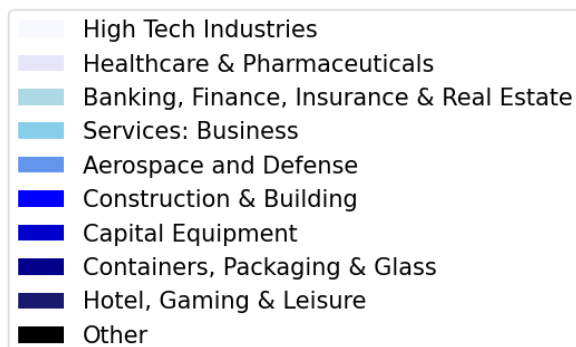 High Tech Industries
Healthcare & Pharmaceuticals
Banking, Finance, Insurance & Real Estate
Services: Business
Aerospace and Defense
Construction & Building
Capital Equipment
Containers, Packaging & Glass
Hotel, Gaming & Leisure
Other